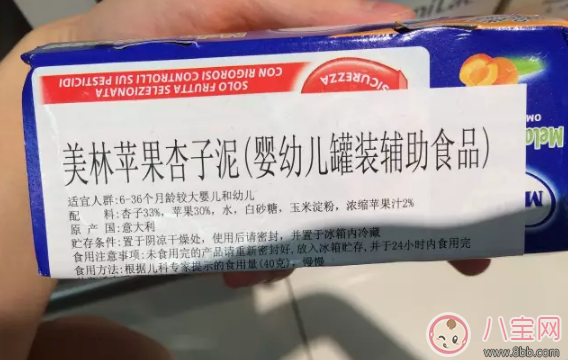 SOLO FRUTTA SELEZIONATA
CON RIGOROSI CONTROLLI SUI PESTICIDI
SICUREZZA
美林苹果杏子泥(婴幼儿罐装辅助食品)
适宜人群:6-36个月龄较大婴儿和幼儿
配 料:杏子33%,苹果30%,水,白砂糖,玉米淀粉,浓缩苹果汁2%
原 产 国:意大利
贮存条件:置于阴凉干燥处,使用后请密封,并置于冰箱内冷藏
食用注意事项:未食用完的产品请重新密封好,放入冰箱贮存,并于24小时内食用完
食用方法:根据儿科专家提示的食用量(40克),慢慢
八宝网
www.8bb.com